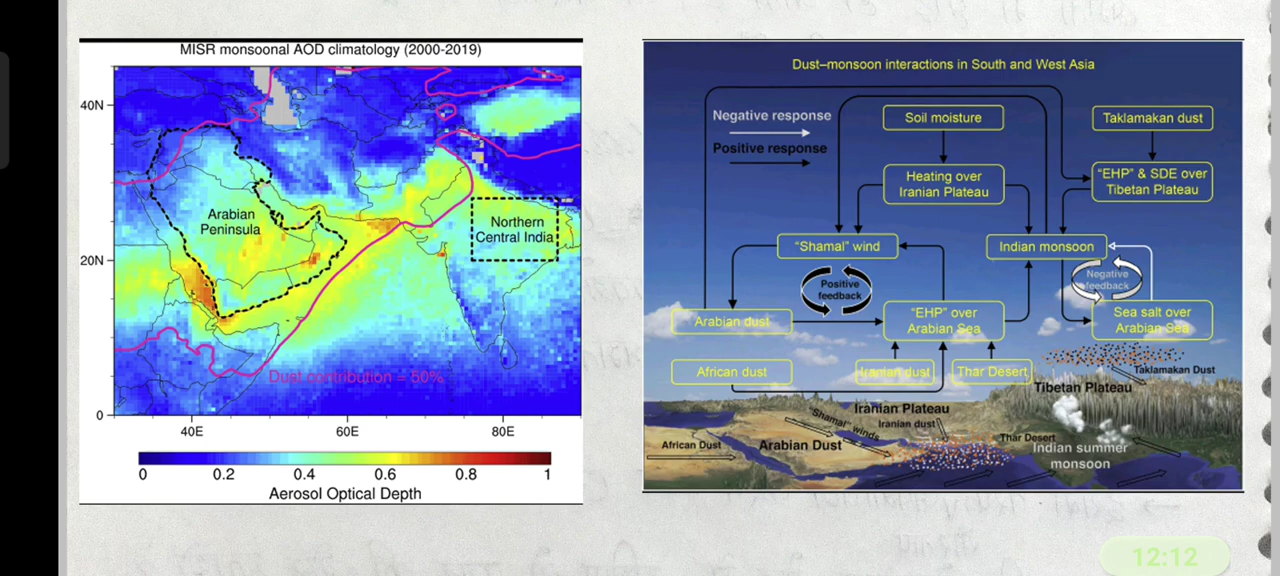 MISR monsoonal AOD climatology (2000-2019)
40N
20N
0
Arabian
Peninsula
Northern
Central India
Dust contribution = 50%
40E
60E
80E
0
0.2
0.4
0.6
0.8
1
Aerosol Optical Depth
Dust–monsoon interactions in South and West Asia
Negative response
Positive response
Soil moisture
Taklamakan dust
Heating over
Iranian Plateau
"EHP" & SDE over
Tibetan Plateau
"Shamal" wind
Indian monsoon
Positive
feedback
Negative
feedback
Arabian dust
"EHP" over
Arabian Sea
Sea salt over
Arabian Sea
African dust
Iranian dust
Thar Desert
Taklamakan Dust
Tibetan Plateau
Iranian Plateau
"Shamal" winds
Iranian dust
African Dust
Arabian Dust
Thar Desert
Indian summer
monsoon
12:12